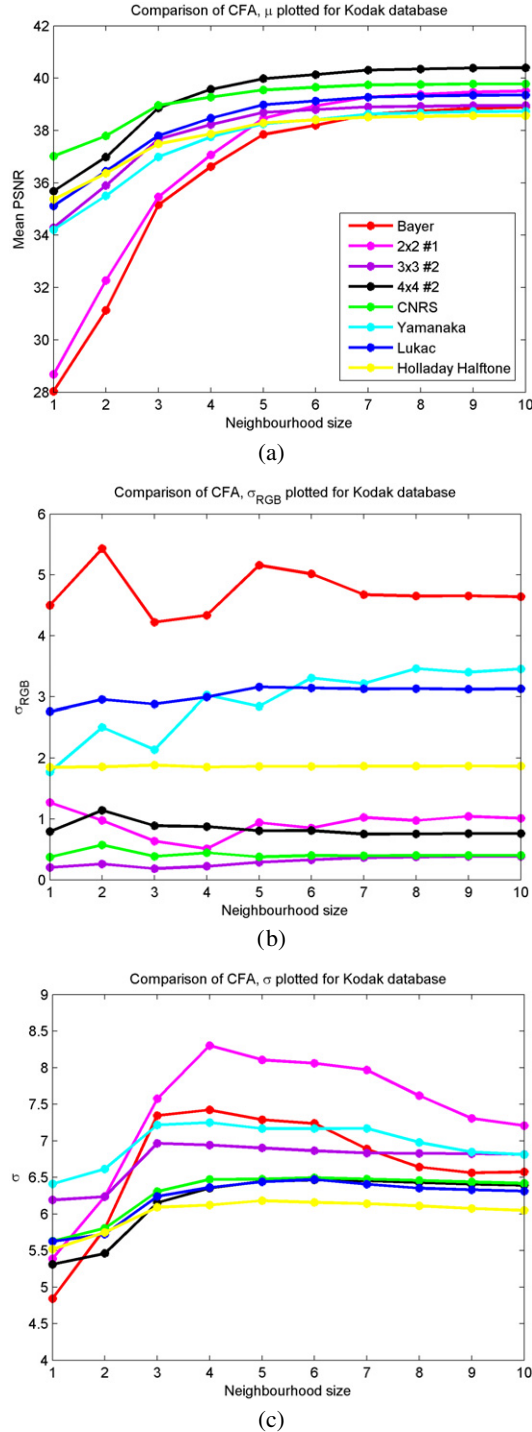 Comparison of CFA, μ plotted for Kodak database
42
40
38
36
34
32
30
28
Mean PSNR
Bayer
2x2 #1
3x3 #2
4x4 #2
CNRS
Yamanaka
Lukac
Holladay Halftone
1 2 3 4 5 6 7 8 9 10
Neighbourhood size
(a)
Comparison of CFA, σRGB plotted for Kodak database
6
5
4
3
2
1
0
σRGB
1 2 3 4 5 6 7 8 9 10
Neighbourhood size
(b)
Comparison of CFA, σ plotted for Kodak database
9
8.5
8
7.5
7
6.5
6
5.5
5
4.5
4
σ
1 2 3 4 5 6 7 8 9 10
Neighbourhood size
(c)